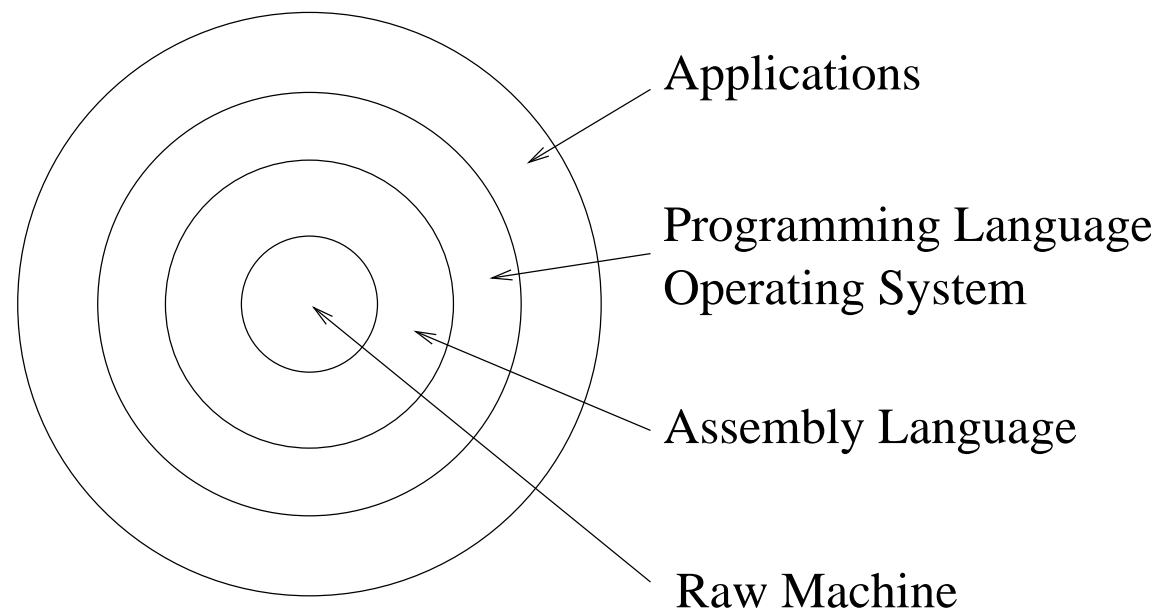 Applications
Programming Language
Operating System
Assembly Language
Raw Machine